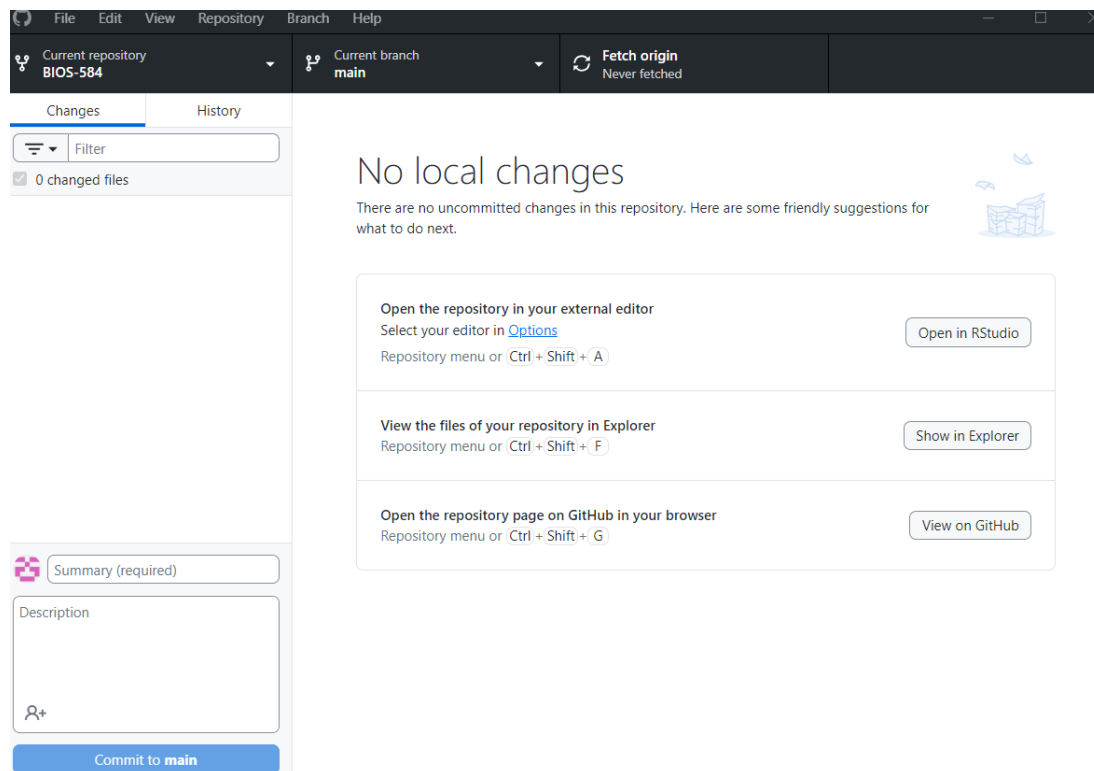 File Edit View Repository Branch Help
Current repository
BIOS-584
Current branch
main
Fetch origin
Never fetched
Changes History
Filter
0 changed files
No local changes
There are no uncommitted changes in this repository. Here are some friendly suggestions for
what to do next.
Open the repository in your external editor
Select your editor in Options
Repository menu or Ctrl + Shift + A
Open in RStudio
View the files of your repository in Explorer
Repository menu or Ctrl + Shift + F
Show in Explorer
Open the repository page on GitHub in your browser
Repository menu or Ctrl + Shift + G
View on GitHub
Summary (required)
Description
Commit to main